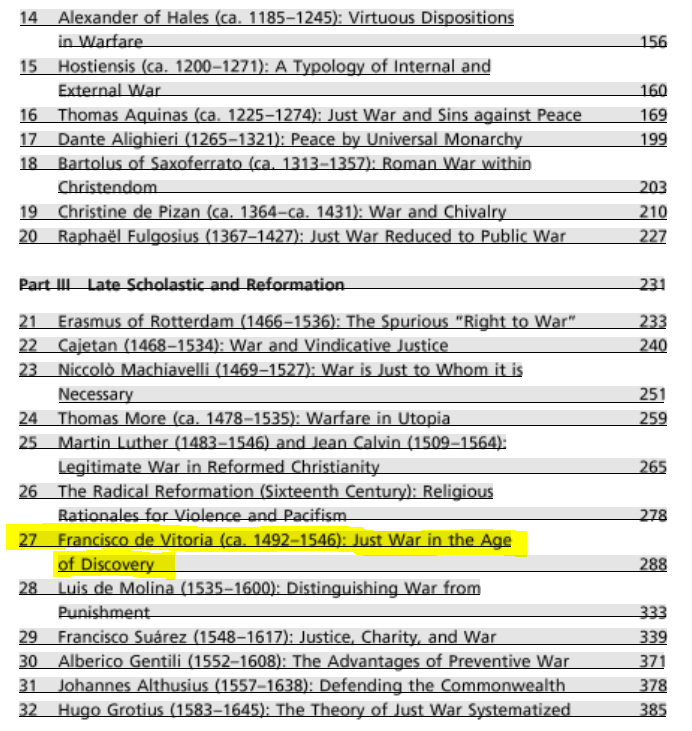 14 Alexander of Hales (ca. 1185–1245): Virtuous Dispositions
in Warfare 156
15 Hostiensis (ca. 1200–1271): A Typology of Internal and
External War 160
16 Thomas Aquinas (ca. 1225–1274): Just War and Sins against Peace 169
17 Dante Alighieri (1265–1321): Peace by Universal Monarchy 199
18 Bartolus of Saxoferrato (ca. 1313–1357): Roman War within
Christendom 203
19 Christine de Pizan (ca. 1364–ca. 1431): War and Chivalry 210
20 Raphaël Fulgosius (1367–1427): Just War Reduced to Public War 227
Part III Late Scholastic and Reformation 231
21 Erasmus of Rotterdam (1466–1536): The Spurious “Right to War” 233
22 Cajetan (1468–1534): War and Vindicative Justice 240
23 Niccolò Machiavelli (1469–1527): War is Just to Whom it is
Necessary 251
24 Thomas More (ca. 1478–1535): Warfare in Utopia 259
25 Martin Luther (1483–1546) and Jean Calvin (1509–1564):
Legitimate War in Reformed Christianity 265
26 The Radical Reformation (Sixteenth Century): Religious
Rationales for Violence and Pacifism 278
27 Francisco de Vitoria (ca. 1492–1546): Just War in the Age
of Discovery 288
28 Luis de Molina (1535–1600): Distinguishing War from
Punishment 333
29 Francisco Suárez (1548–1617): Justice, Charity, and War 339
30 Alberico Gentili (1552–1608): The Advantages of Preventive War 371
31 Johannes Althusius (1557–1638): Defending the Commonwealth 378
32 Hugo Grotius (1583–1645): The Theory of Just War Systematized 385